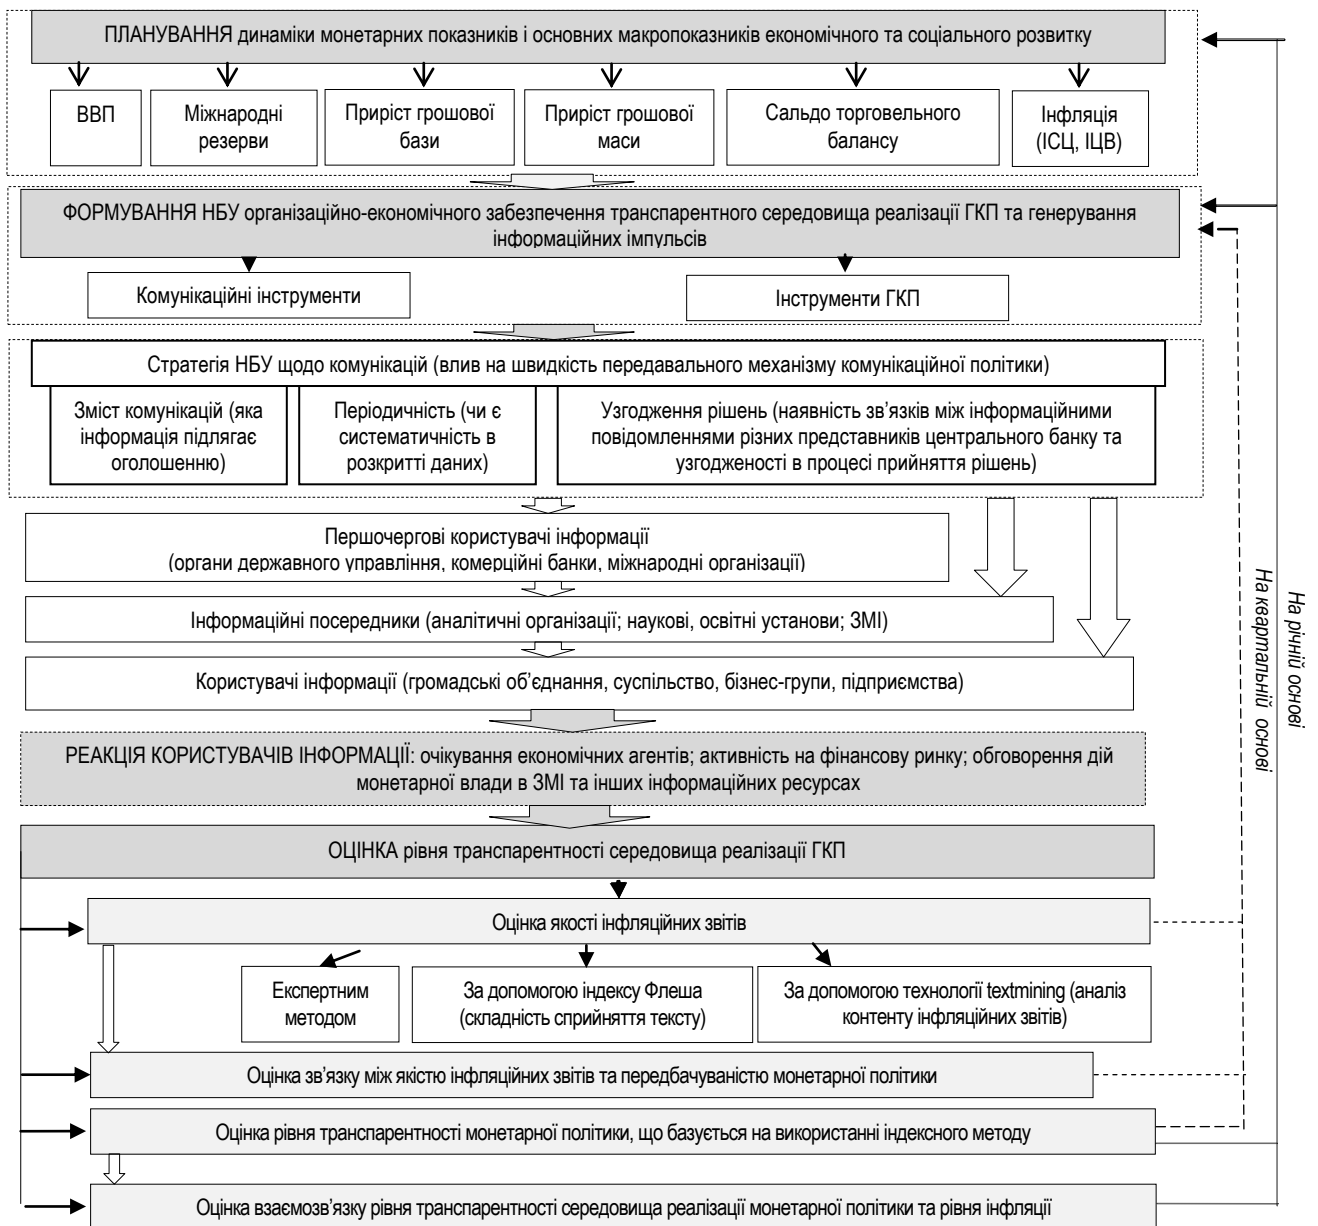 ПЛАНУВАННЯ динаміки монетарних показників і основних макропоказників економічного та соціального розвитку
ВВП
Міжнародні
резерви
Приріст грошової
бази
Приріст грошової
маси
Сальдо торговельного
балансу
Інфляція
(ІСЦ, ІЦВ)
ФОРМУВАННЯ НБУ організаційно-економічного забезпечення транспарентного середовища реалізації ГКП та генерування
інформаційних імпульсів
Комунікаційні інструменти
Інструменти ГКП
Стратегія НБУ щодо комунікацій (влив на швидкість передавального механізму комунікаційної політики)
Зміст комунікацій (яка
інформація підлягає
оголошенню)
Періодичність (чи є
систематичність в
розкритті даних)
Узгодження рішень (наявність зв’язків між інформаційними
повідомленнями різних представників центрального банку та
узгодженості в процесі прийняття рішень)
Першочергові користувачі інформації
(органи державного управління, комерційні банки, міжнародні організації)
Інформаційні посередники (аналітичні організації; наукові, освітні установи; ЗМІ)
Користувачі інформації (громадські об’єднання, суспільство, бізнес-групи, підприємства)
На квартальній основі
На річній основі
РЕАКЦІЯ КОРИСТУВАЧІВ ІНФОРМАЦІЇ: очікування економічних агентів; активність на фінансову ринку; обговорення дій
монетарної влади в ЗМІ та інших інформаційних ресурсах
ОЦІНКА рівня транспарентності середовища реалізації ГКП
Оцінка якості інфляційних звітів
Експертним
методом
За допомогою індексу Флеша
(складність сприйняття тексту)
За допомогою технології textmining (аналіз
контенту інфляційних звітів)
Оцінка зв’язку між якістю інфляційних звітів та передбачуваністю монетарної політики
Оцінка рівня транспарентності монетарної політики, що базується на використанні індексного методу
Оцінка взаємозв’язку рівня транспарентності середовища реалізації монетарної політики та рівня інфляції